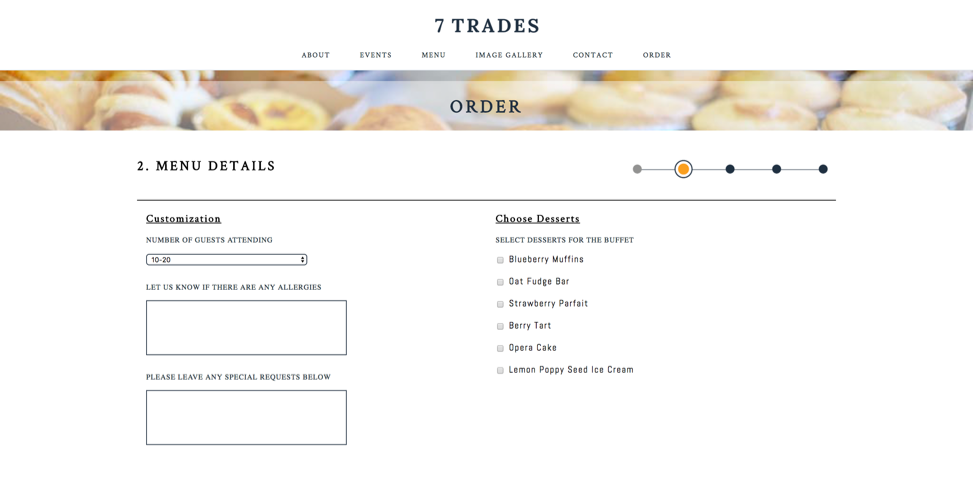 7 TRADES
ABOUT EVENTS MENU IMAGE GALLERY CONTACT ORDER
ORDER
2. MENU DETAILS
Customization
NUMBER OF GUESTS ATTENDING
10-20
LET US KNOW IF THERE ARE ANY ALLERGIES
PLEASE LEAVE ANY SPECIAL REQUESTS BELOW
Choose Desserts
SELECT DESSERTS FOR THE BUFFET
Blueberry Muffins
Oat Fudge Bar
Strawberry Parfait
Berry Tart
Opera Cake
Lemon Poppy Seed Ice Cream